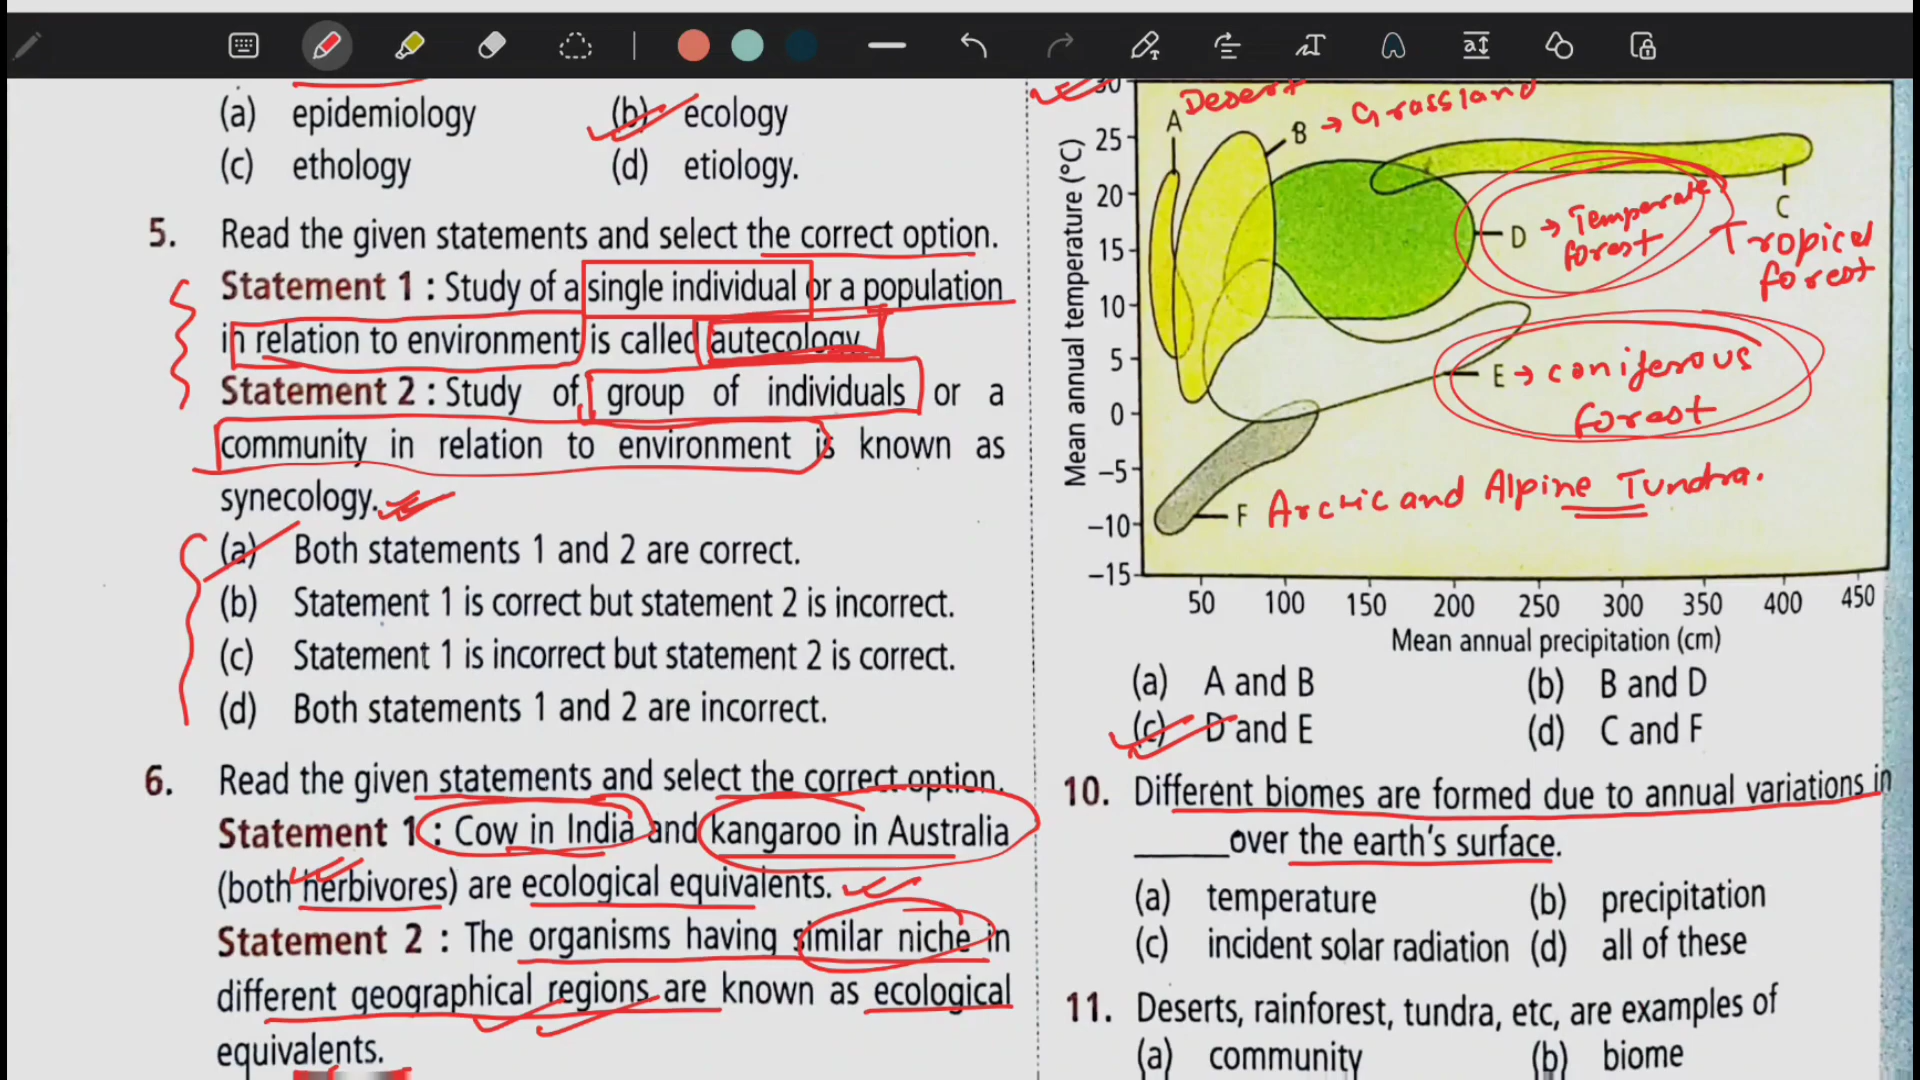 (a) epidemiology (b) ecology
(c) ethology (d) etiology.
5. Read the given statements and select the correct option.
Statement 1 : Study of a single individual or a population
in relation to environment is called autecology.
Statement 2 : Study of group of individuals or a
community in relation to environment is known as
synecology.
(a) Both statements 1 and 2 are correct.
(b) Statement 1 is correct but statement 2 is incorrect.
(c) Statement 1 is incorrect but statement 2 is correct.
(d) Both statements 1 and 2 are incorrect.
6. Read the given statements and select the correct option.
Statement 1 : Cow in India and kangaroo in Australia
(both herbivores) are ecological equivalents.
Statement 2 : The organisms having similar niche in
different geographical regions are known as ecological
equivalents.
Mean annual temperature (°C)
30
25
20
15
10
5
0
−5
−10
−15
A Desert
B → Grassland
C
Tropical
forest
D → Temperate
forest
E → coniferous
forest
F Arctic and Alpine Tundra.
50 100 150 200 250 300 350 400 450
Mean annual precipitation (cm)
(a) A and B (b) B and D
(c) D and E (d) C and F
10. Different biomes are formed due to annual variations in
______over the earth's surface.
(a) temperature (b) precipitation
(c) incident solar radiation (d) all of these
11. Deserts, rainforest, tundra, etc, are examples of
(a) community (b) biome